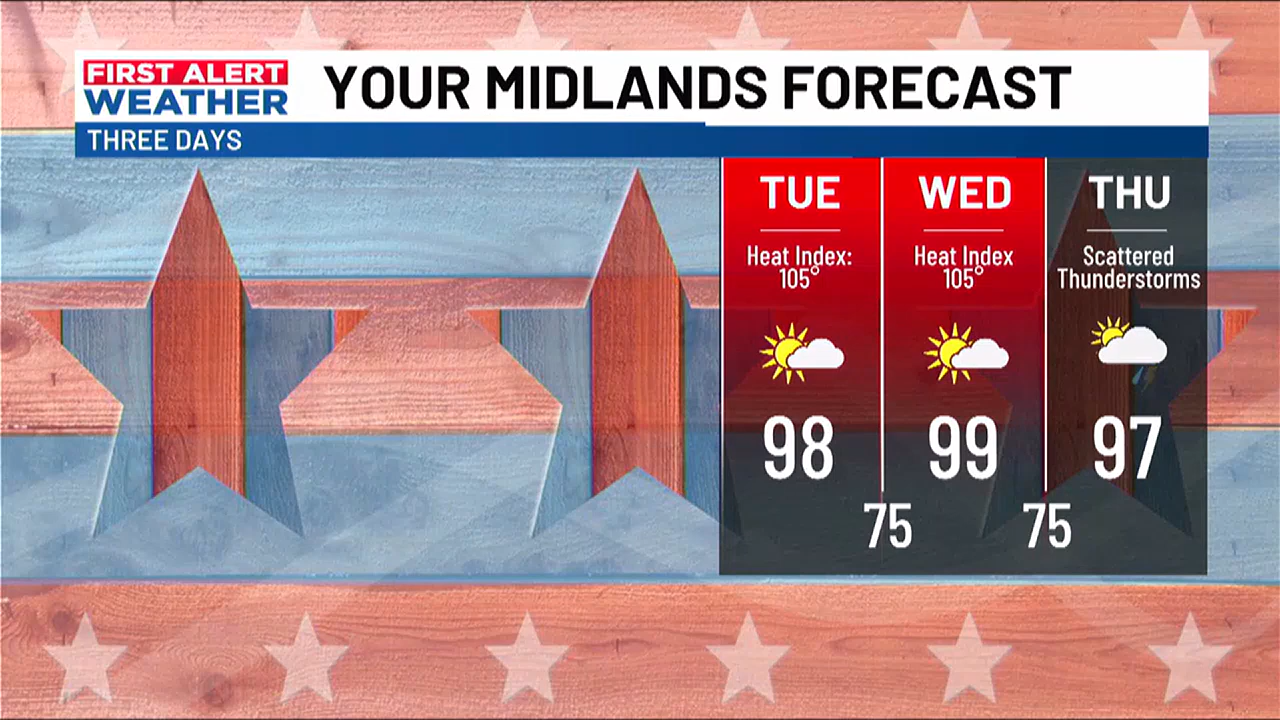 FIRST ALERT
WEATHER
YOUR MIDLANDS FORECAST
THREE DAYS
TUE
Heat Index:
105°
98
WED
Heat Index
105°
99
THU
Scattered
Thunderstorms
97
75
75